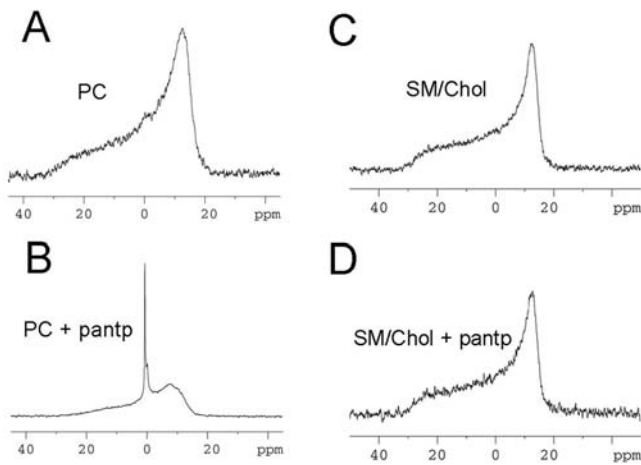 A
PC
40 20 0 20 ppm
B
PC + pantp
40 20 0 20 ppm
C
SM/Chol
40 20 0 20 ppm
D
SM/Chol + pantp
40 20 0 20 ppm